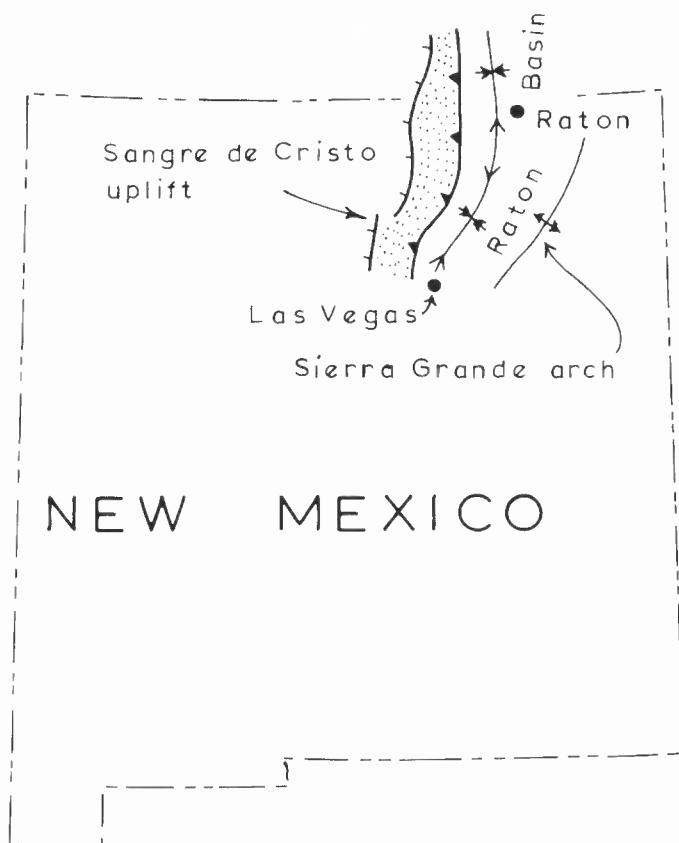 Basin
Raton
Sangre de Cristo
uplift
Raton
Las Vegas
Sierra Grande arch
NEW MEXICO